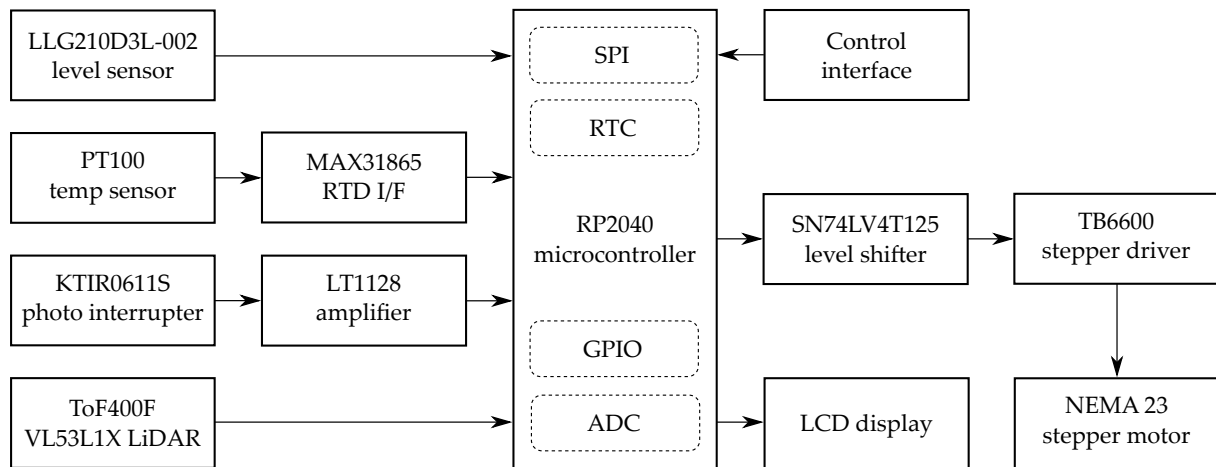 LLG210D3L-002
level sensor
SPI
Control
interface
RTC
PT100
temp sensor
MAX31865
RTD I/F
RP2040
microcontroller
SN74LV4T125
level shifter
TB6600
stepper driver
KTIR0611S
photo interrupter
LT1128
amplifier
GPIO
ToF400F
VL53L1X LiDAR
ADC
LCD display
NEMA 23
stepper motor